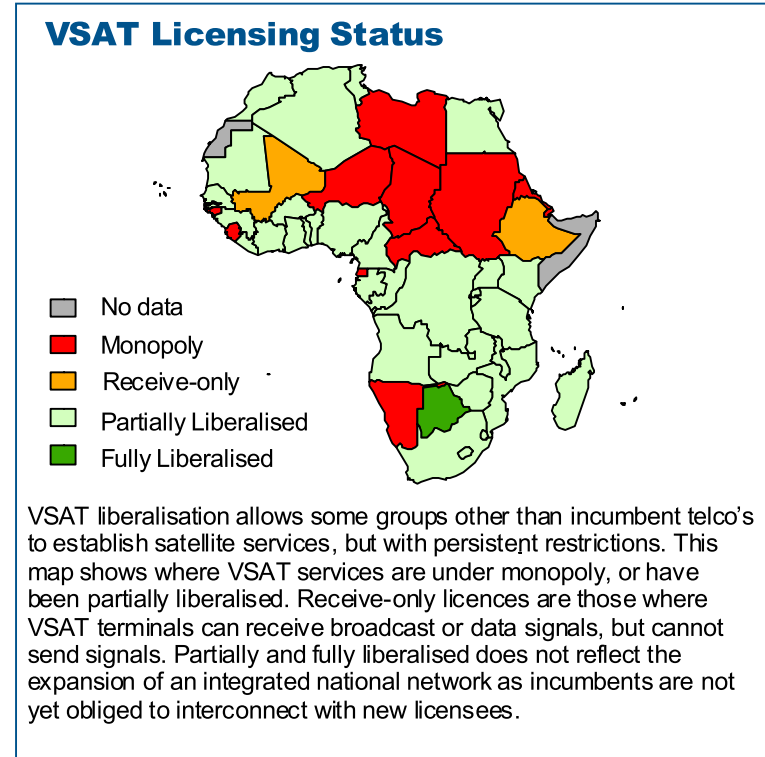 VSAT Licensing Status
No data
Monopoly
Receive-only
Partially Liberalised
Fully Liberalised
VSAT liberalisation allows some groups other than incumbent telco's
to establish satellite services, but with persistent restrictions. This
map shows where VSAT services are under monopoly, or have
been partially liberalised. Receive-only licences are those where
VSAT terminals can receive broadcast or data signals, but cannot
send signals. Partially and fully liberalised does not reflect the
expansion of an integrated national network as incumbents are not
yet obliged to interconnect with new licensees.